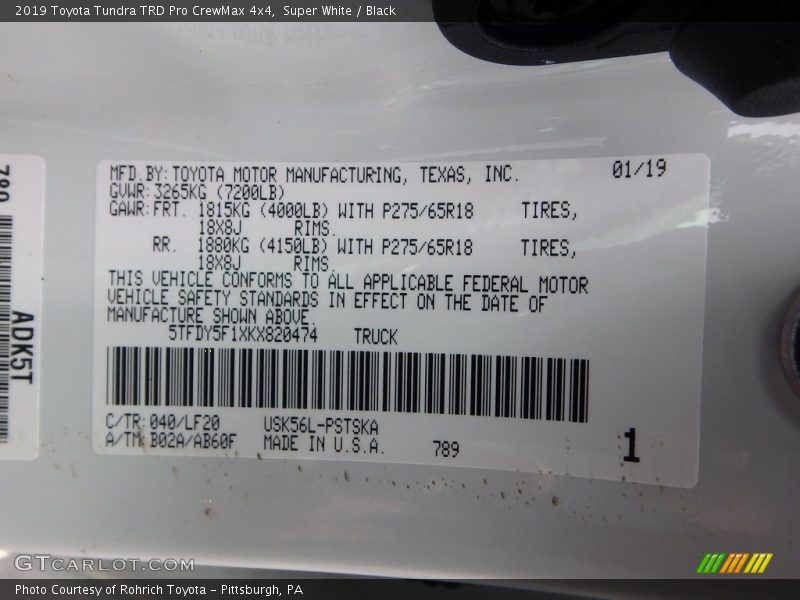 2019 Toyota Tundra TRD Pro CrewMax 4x4, Super White / Black
789
ADK5T
MFD.BY:TOYOTA MOTOR MANUFACTURING, TEXAS, INC. 01/19
GVWR:3265KG (7200LB)
GAWR:FRT. 1815KG (4000LB) WITH P275/65R18 TIRES,
18X8J RIMS.
RR. 1880KG (4150LB) WITH P275/65R18 TIRES,
18X8J RIMS.
THIS VEHICLE CONFORMS TO ALL APPLICABLE FEDERAL MOTOR
VEHICLE SAFETY STANDARDS IN EFFECT ON THE DATE OF
MANUFACTURE SHOWN ABOVE.
5TFDY5F1XKX820474 TRUCK
C/TR:040/LF20 USK56L-PSTSKA
A/TM:B02A/AB60F MADE IN U.S.A. 789 1
GTCarLot.com
Photo Courtesy of Rohrich Toyota - Pittsburgh, PA